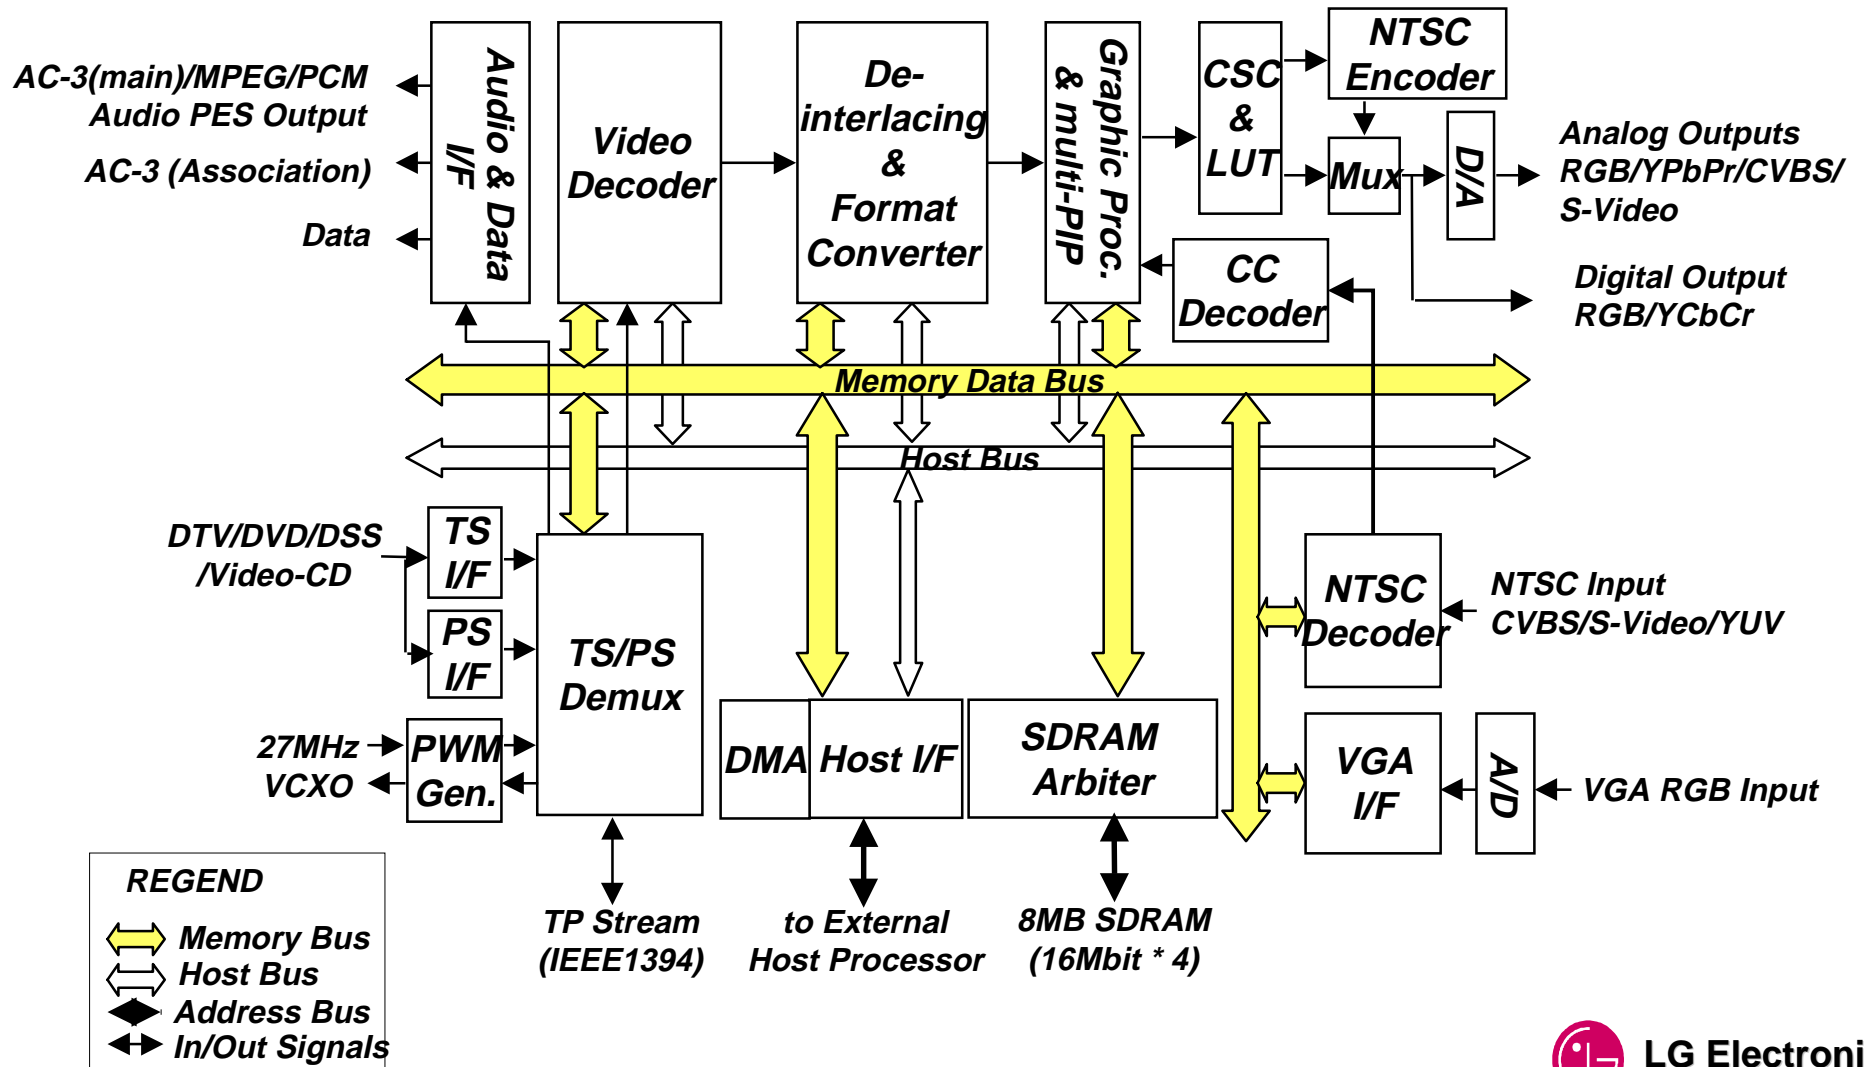 AC-3(main)/MPEG/PCM
Audio PES Output
AC-3 (Association)
Data
Audio & Data
I/F
Video
Decoder
De-
interlacing
&
Format
Converter
Graphic Proc.
& multi-PIP
CSC
&
LUT
NTSC
Encoder
Mux
D/A
Analog Outputs
RGB/YPbPr/CVBS/
S-Video
CC
Decoder
Digital Output
RGB/YCbCr
Memory Data Bus
Host Bus
DTV/DVD/DSS
/Video-CD
TS
I/F
PS
I/F
27MHz
VCXO
PWM
Gen.
TS/PS
Demux
DMA
Host I/F
SDRAM
Arbiter
NTSC
Decoder
NTSC Input
CVBS/S-Video/YUV
VGA
I/F
A/D
VGA RGB Input
TP Stream
(IEEE1394)
to External
Host Processor
8MB SDRAM
(16Mbit * 4)
REGEND
Memory Bus
Host Bus
Address Bus
In/Out Signals
LG Electroni